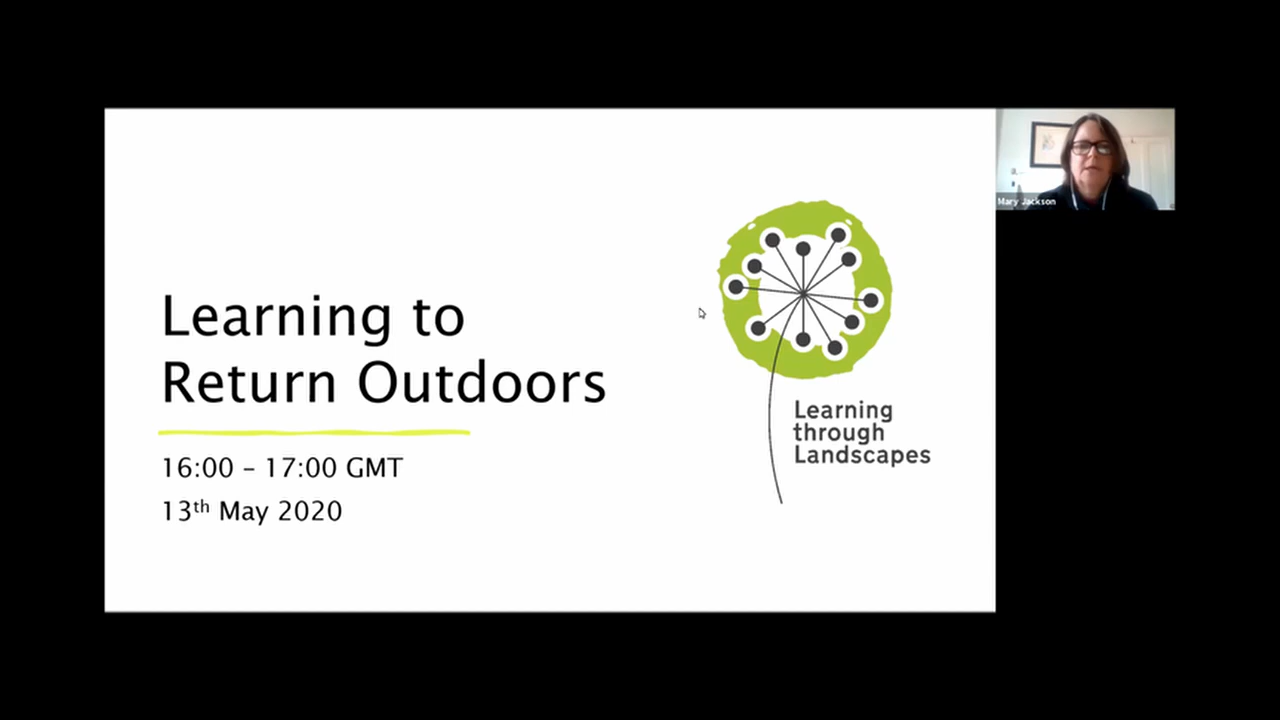 Learning to
Return Outdoors
16:00 – 17:00 GMT
13th May 2020
Learning
through
Landscapes
Mary Jackson